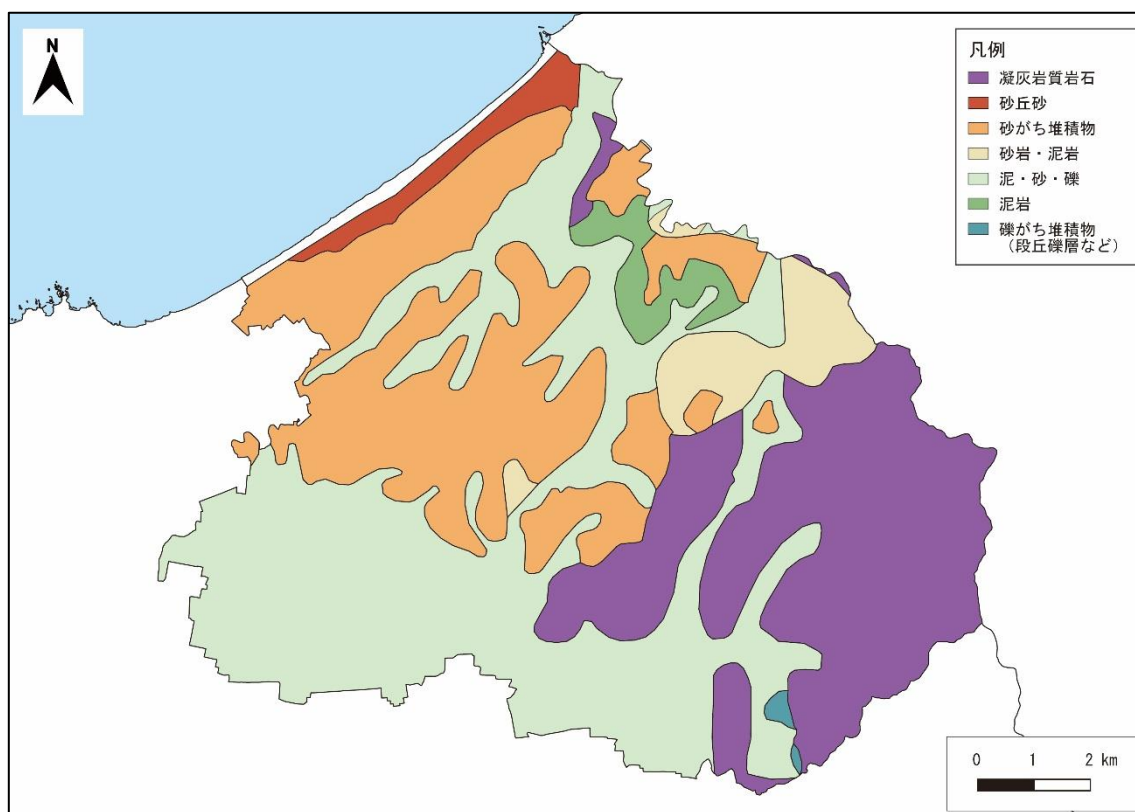 N
凡例
凝灰岩質岩石
砂丘砂
砂がち堆積物
砂岩・泥岩
泥・砂・礫
泥岩
礫がち堆積物
(段丘礫層など)
0 1 2 km